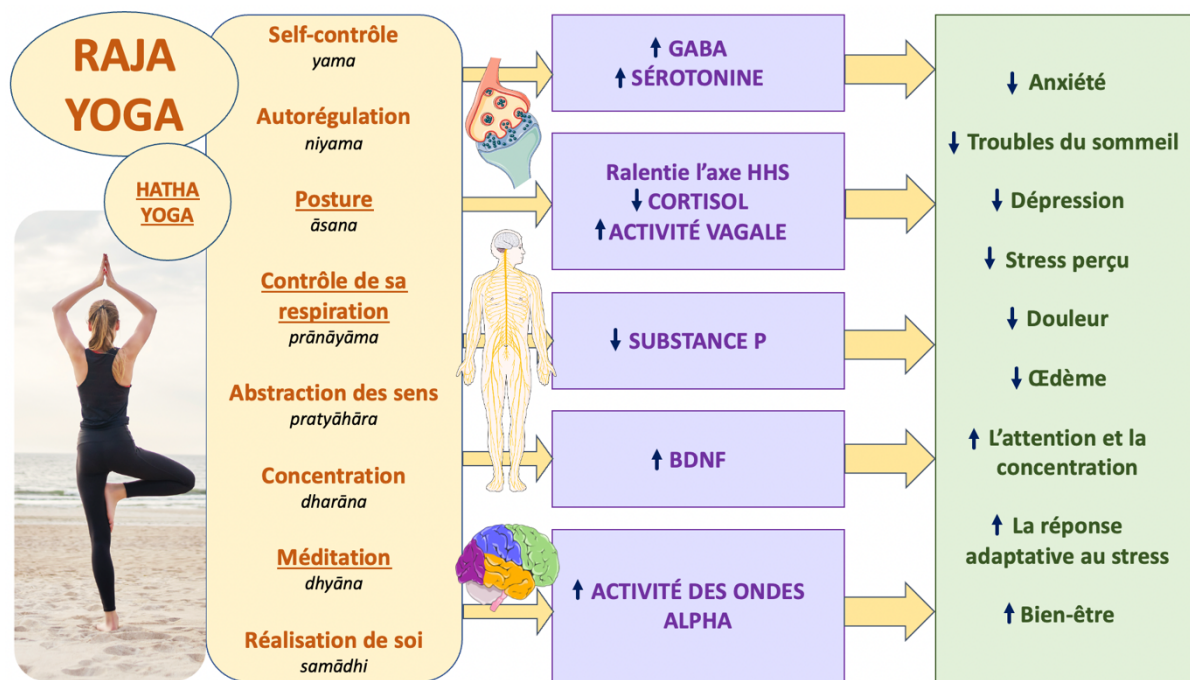 RAJA
YOGA
HATHA
YOGA
Self-contrôle
yama
Autorégulation
niyama
Posture
āsana
Contrôle de sa
respiration
prānāyāma
Abstraction des sens
pratyāhāra
Concentration
dharāna
Méditation
dhyāna
Réalisation de soi
samādhi
↑ GABA
↑ SÉROTONINE
Ralentie l’axe HHS
↓ CORTISOL
↑ ACTIVITÉ VAGALE
↓ SUBSTANCE P
↑ BDNF
↑ ACTIVITÉ DES ONDES
ALPHA
↓ Anxiété
↓ Troubles du sommeil
↓ Dépression
↓ Stress perçu
↓ Douleur
↓ Œdème
↑ L’attention et la
concentration
↑ La réponse
adaptative au stress
↑ Bien-être